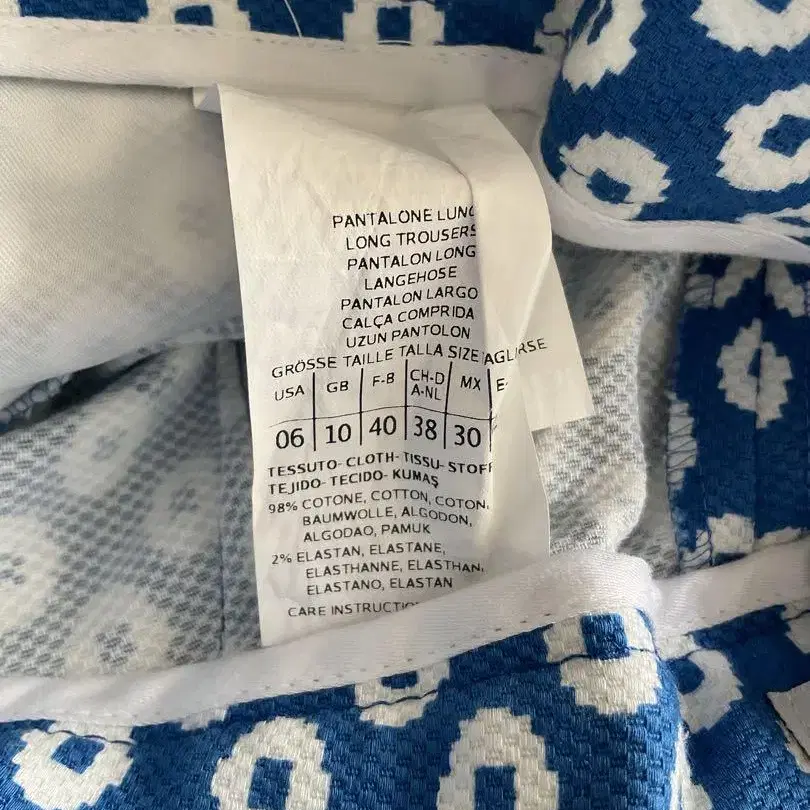 PANTALONE LUNG
LONG TROUSERS
PANTALON LONG
LANGEHOSE
PANTALON LARGO
CALÇA COMPRIDA
UZUN PANTOLON
GRÖSSE TAILLE TALLA SIZE
USA GB F-B CH-D A-NL MX E-
06 10 40 38 30
TESSUTO- CLOTH- TISSU- STOFF
TEJIDO- TECIDO- KUMAŞ
98% COTONE, COTTON, COTON,
BAUMWOLLE, ALGODON,
ALGODAO, PAMUK
2% ELASTAN, ELASTANE,
ELASTHANNE, ELASTHAN,
ELASTANO, ELASTAN
CARE INSTRUCTIO